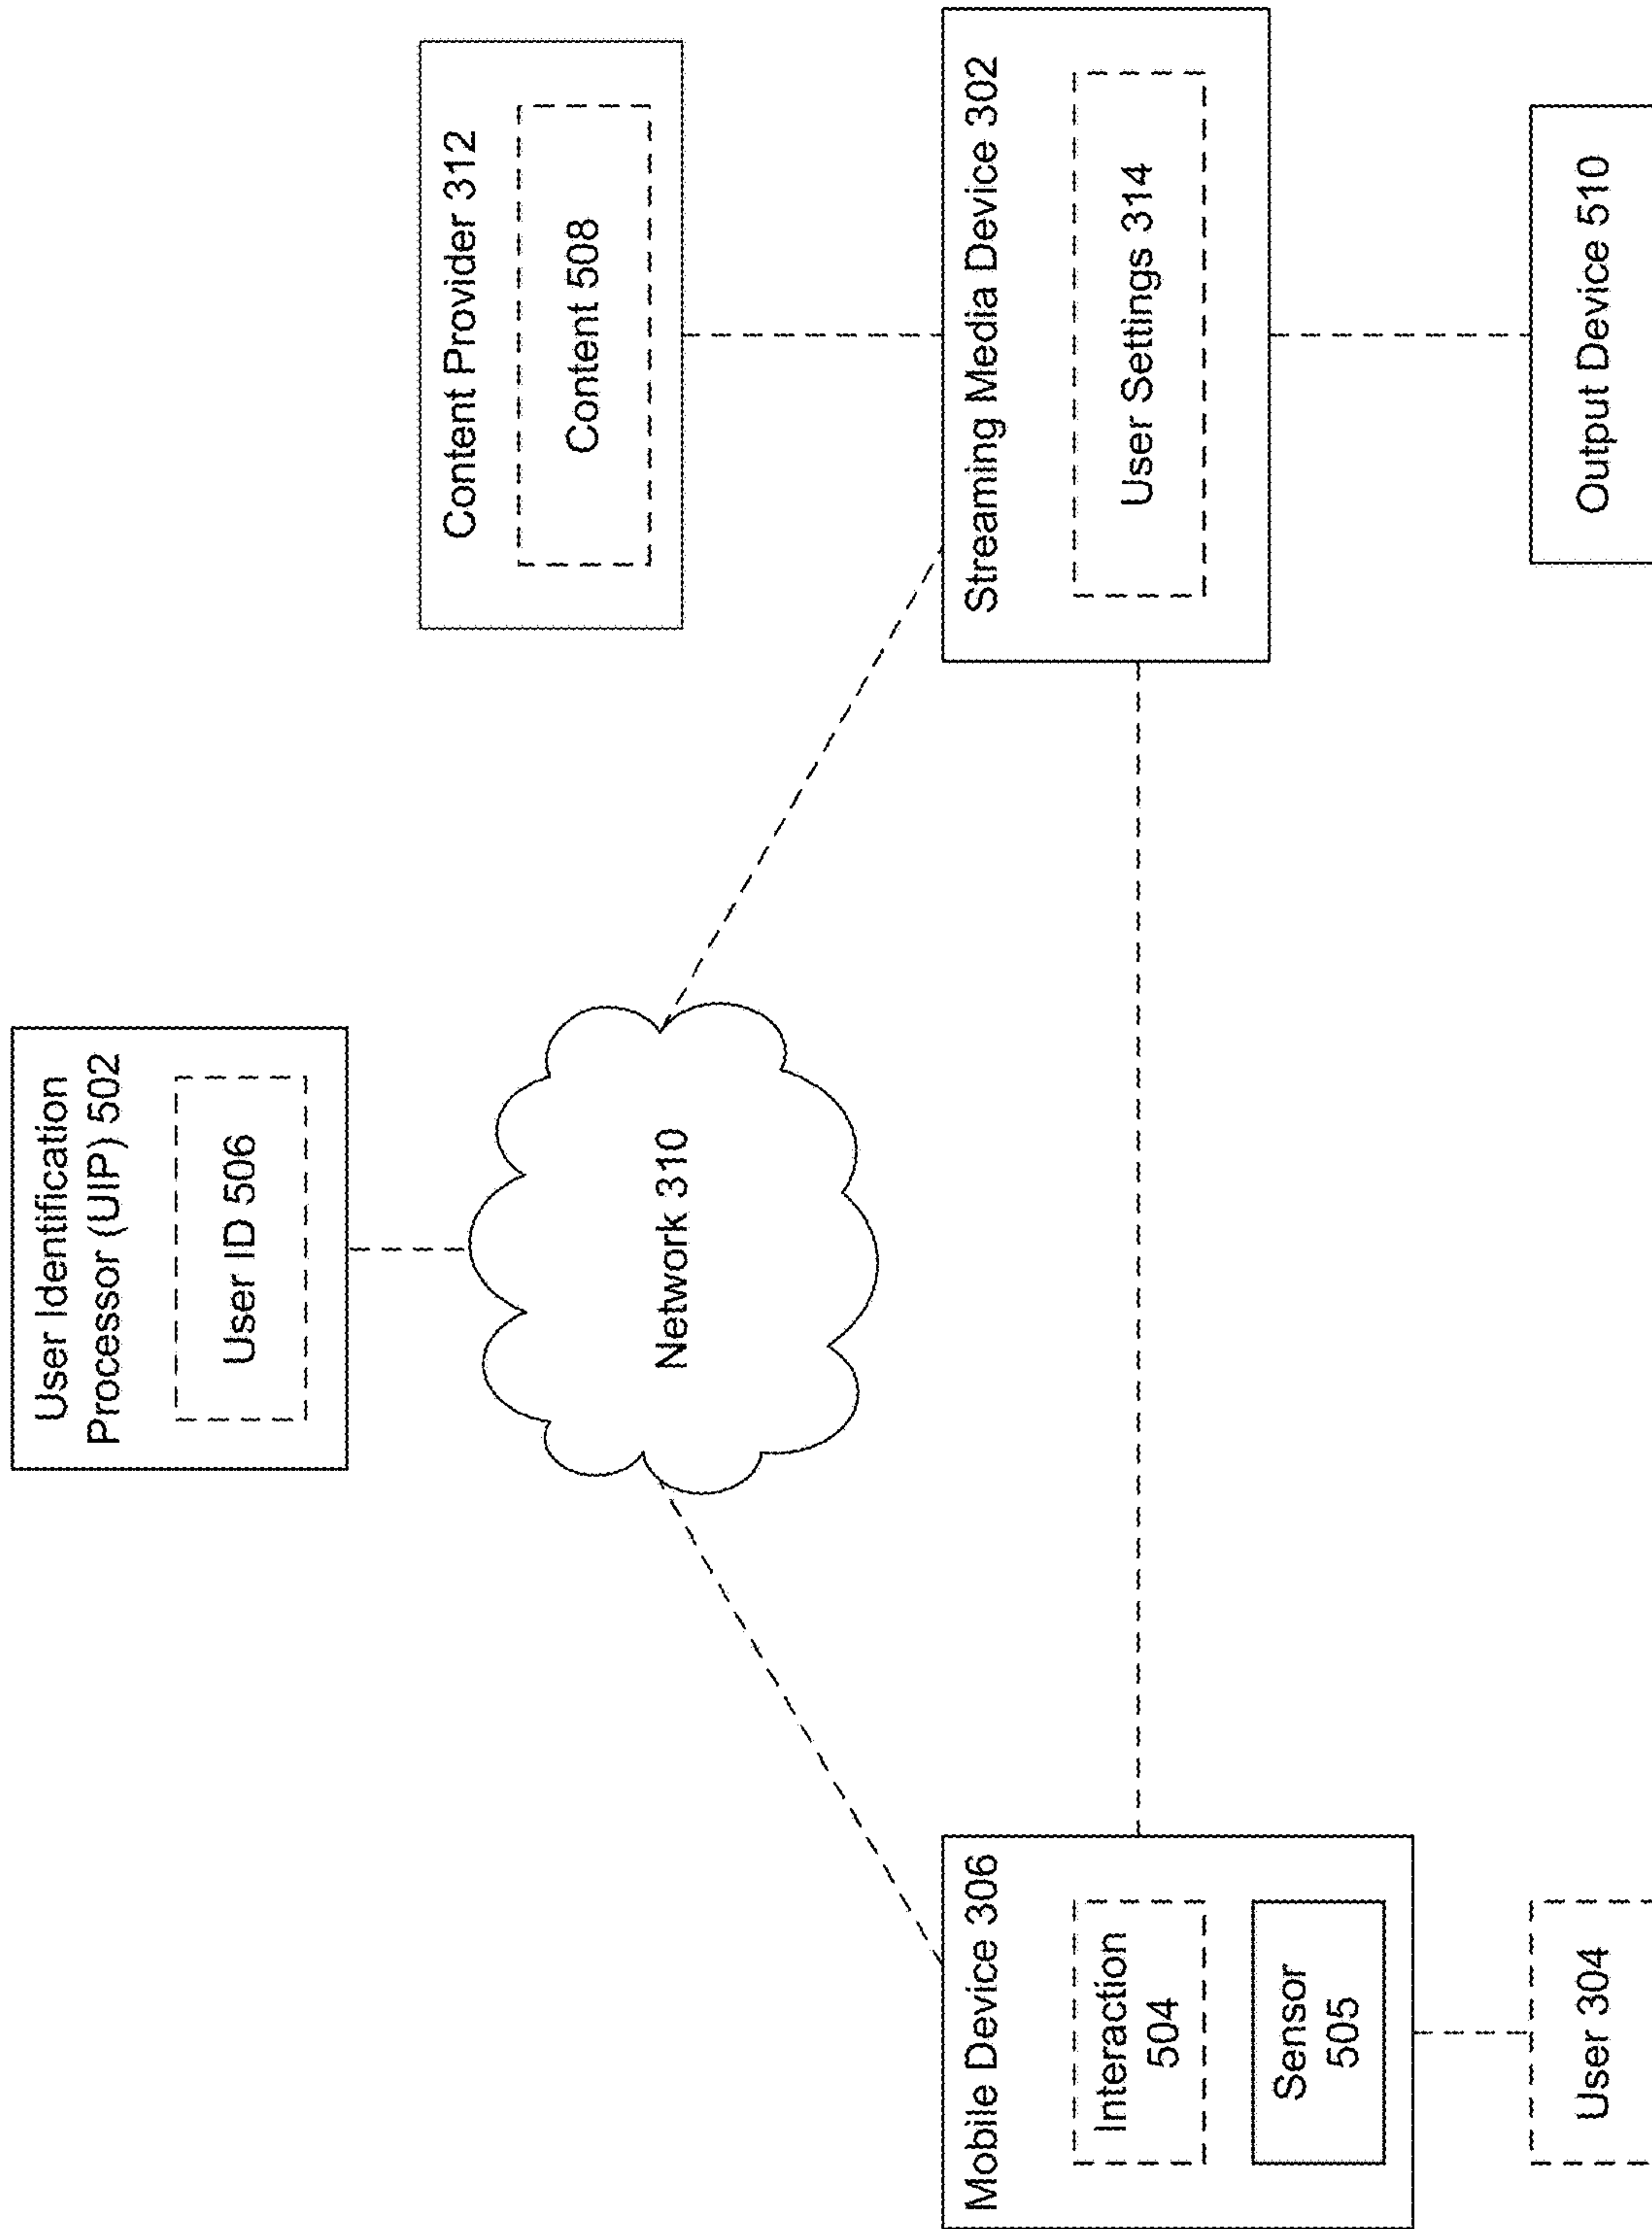 User Identification
Processor (UIP) 502
User ID 506
Content Provider 312
Content 508
Network 310
Mobile Device 306
Interaction
504
Sensor
505
Streaming Media Device 302
User Settings 314
User 304
Output Device 510